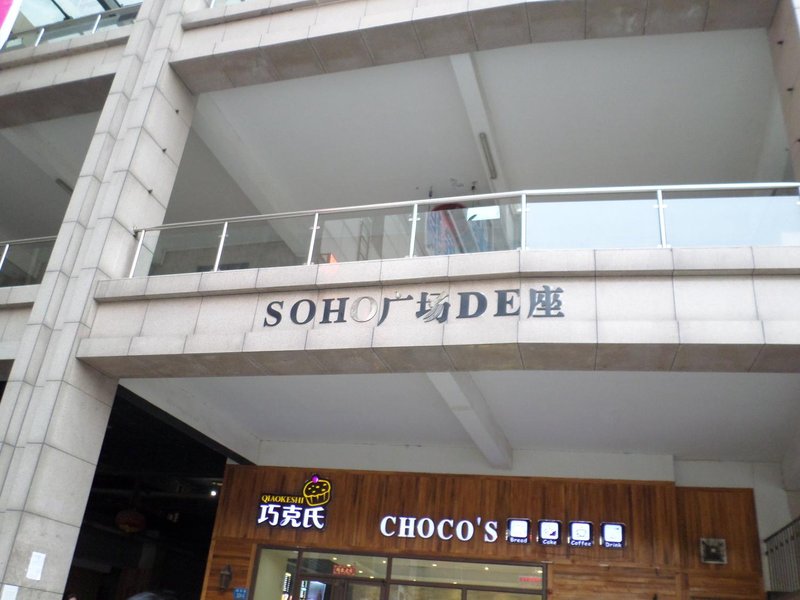 SOHO广场DE座
QIAOKESHI
巧克氏
CHOCO'S
Bread Cake Coffee Drink